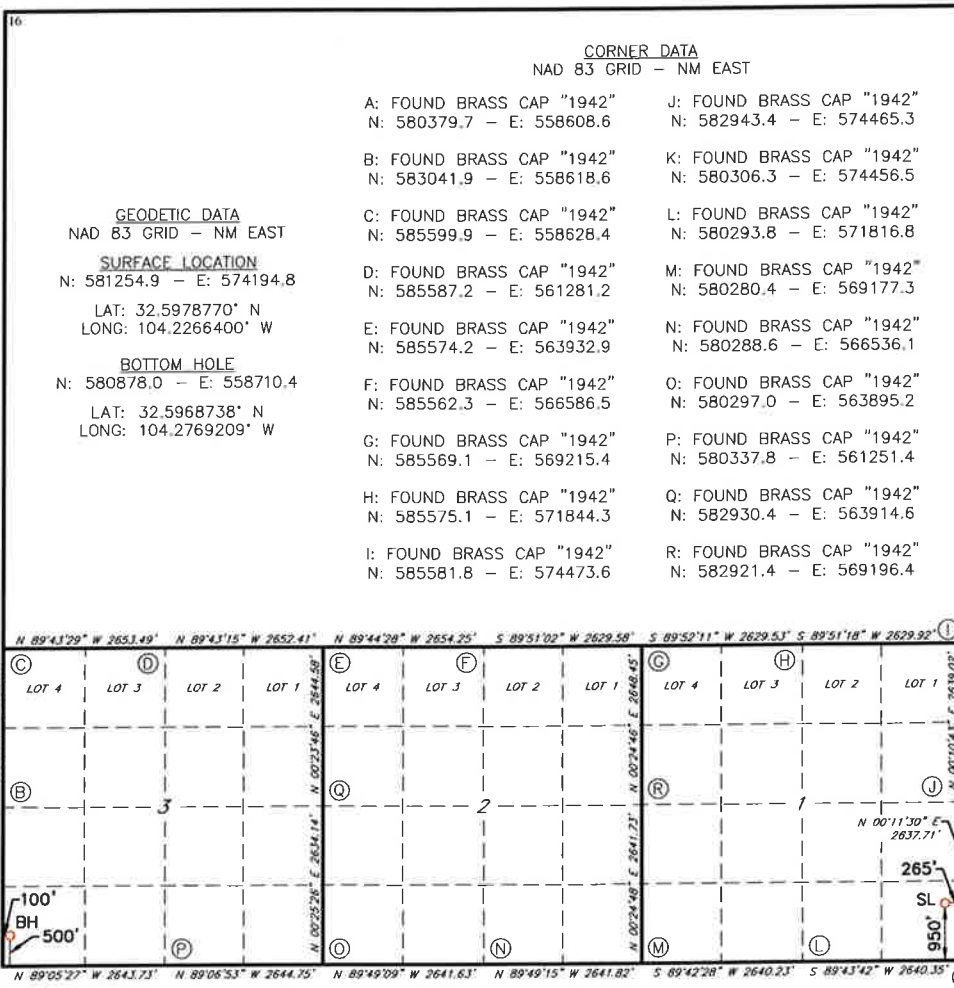 16
CORNER DATA
NAD 83 GRID – NM EAST
A: FOUND BRASS CAP "1942"
N: 580379.7 – E: 558608.6
B: FOUND BRASS CAP "1942"
N: 583041.9 – E: 558618.6
C: FOUND BRASS CAP "1942"
N: 585599.9 – E: 558628.4
D: FOUND BRASS CAP "1942"
N: 585587.2 – E: 561281.2
E: FOUND BRASS CAP "1942"
N: 585574.2 – E: 563932.9
F: FOUND BRASS CAP "1942"
N: 585562.3 – E: 566586.5
G: FOUND BRASS CAP "1942"
N: 585569.1 – E: 569215.4
H: FOUND BRASS CAP "1942"
N: 585575.1 – E: 571844.3
I: FOUND BRASS CAP "1942"
N: 585581.8 – E: 574473.6
J: FOUND BRASS CAP "1942"
N: 582943.4 – E: 574465.3
K: FOUND BRASS CAP "1942"
N: 580306.3 – E: 574456.5
L: FOUND BRASS CAP "1942"
N: 580293.8 – E: 571816.8
M: FOUND BRASS CAP "1942"
N: 580280.4 – E: 569177.3
N: FOUND BRASS CAP "1942"
N: 580288.6 – E: 566536.1
O: FOUND BRASS CAP "1942"
N: 580297.0 – E: 563895.2
P: FOUND BRASS CAP "1942"
N: 580337.8 – E: 561251.4
Q: FOUND BRASS CAP "1942"
N: 582930.4 – E: 563914.6
R: FOUND BRASS CAP "1942"
N: 582921.4 – E: 569196.4
GEODETIC DATA
NAD 83 GRID – NM EAST
SURFACE LOCATION
N: 581254.9 – E: 574194.8
LAT: 32.5978770° N
LONG: 104.2266400° W
BOTTOM HOLE
N: 580878.0 – E: 558710.4
LAT: 32.5968738° N
LONG: 104.2769209° W
N 89°43'29" W 2653.49' N 89°43'15" W 2652.41' N 89°44'28" W 2654.25' S 89°51'02" W 2629.58' S 89°52'11" W 2629.53' S 89°51'18" W 2629.92' I
C D E F G H
LOT 4 LOT 3 LOT 2 LOT 1 LOT 4 LOT 3 LOT 2 LOT 1 LOT 4 LOT 3 LOT 2 LOT 1
N 00°23'46" E 2644.58'
N 00°24'46" E 2648.45'
B 3 Q 2 R 1 J
N 00°11'30" E
2637.71'
N 00°25'26" E 2634.14'
N 00°24'48" E 2641.73'
100'
BH
500'
265'
SL
950'
P O N M L
N 89°05'27" W 2643.73' N 89°06'53" W 2644.75' N 89°49'09" W 2641.63' N 89°49'15" W 2641.82' S 89°42'28" W 2640.23' S 89°43'42" W 2640.35'